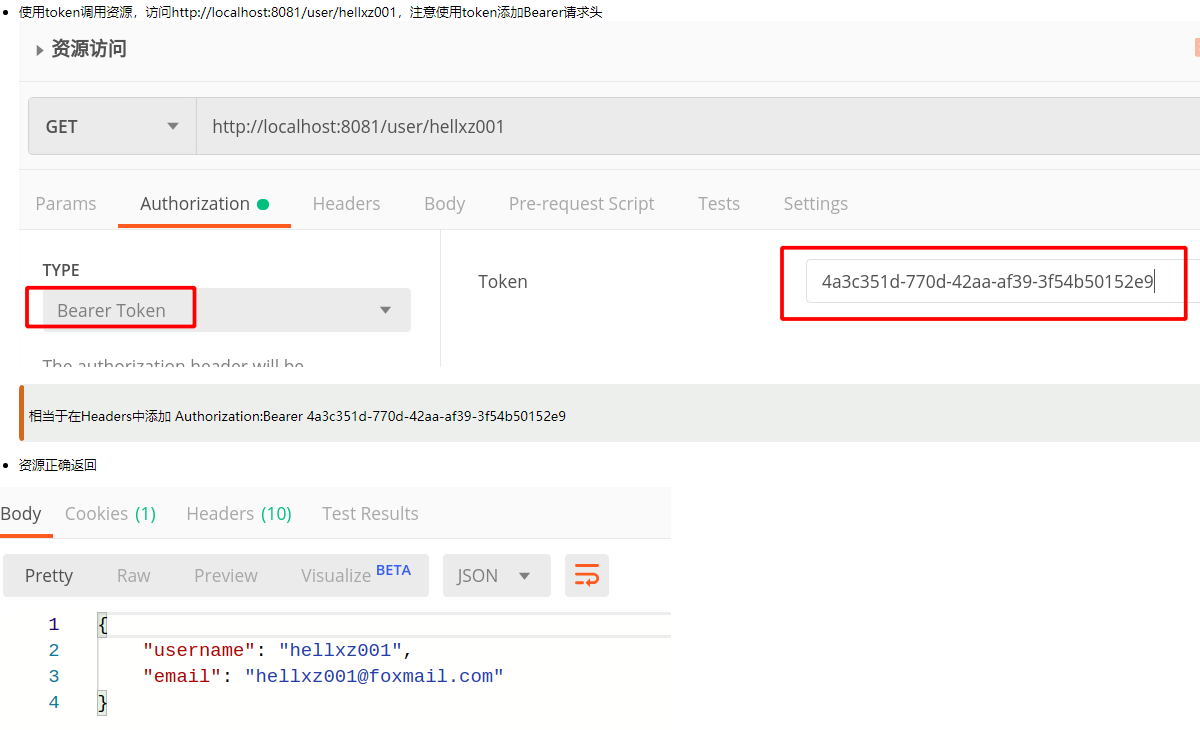 使用token调用资源，访问http://localhost:8081/user/hellxz001，注意使用token添加Bearer请求头
资源访问
GET http://localhost:8081/user/hellxz001
Params Authorization Headers Body Pre-request Script Tests Settings
TYPE
Bearer Token
Token 4a3c351d-770d-42aa-af39-3f54b50152e9
The authorization header will be
相当于在Headers中添加 Authorization:Bearer 4a3c351d-770d-42aa-af39-3f54b50152e9
资源正确返回
Body Cookies (1) Headers (10) Test Results
Pretty Raw Preview Visualize BETA JSON
1 {
2 "username": "hellxz001",
3 "email": "hellxz001@foxmail.com"
4 }